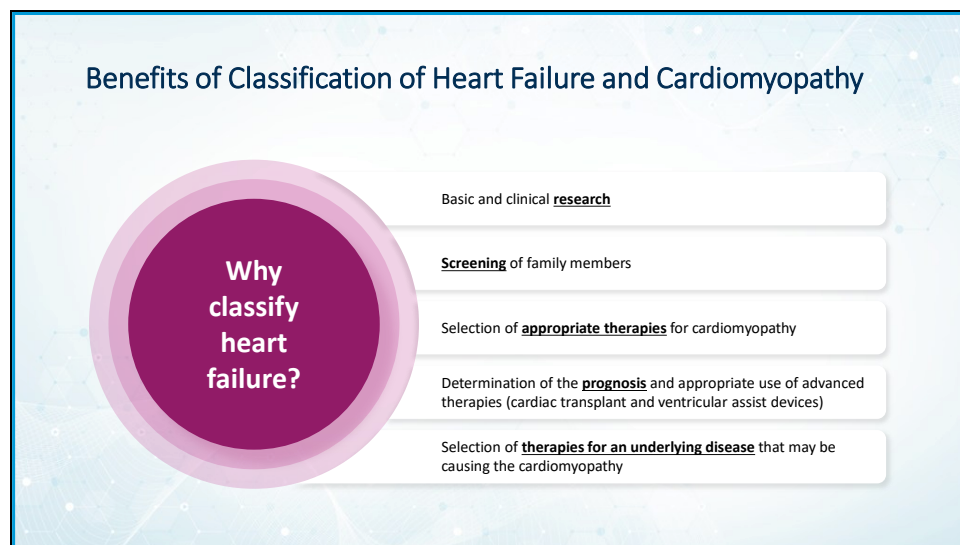 Benefits of Classification of Heart Failure and Cardiomyopathy
Why
classify
heart
failure?
Basic and clinical research
Screening of family members
Selection of appropriate therapies for cardiomyopathy
Determination of the prognosis and appropriate use of advanced
therapies (cardiac transplant and ventricular assist devices)
Selection of therapies for an underlying disease that may be
causing the cardiomyopathy